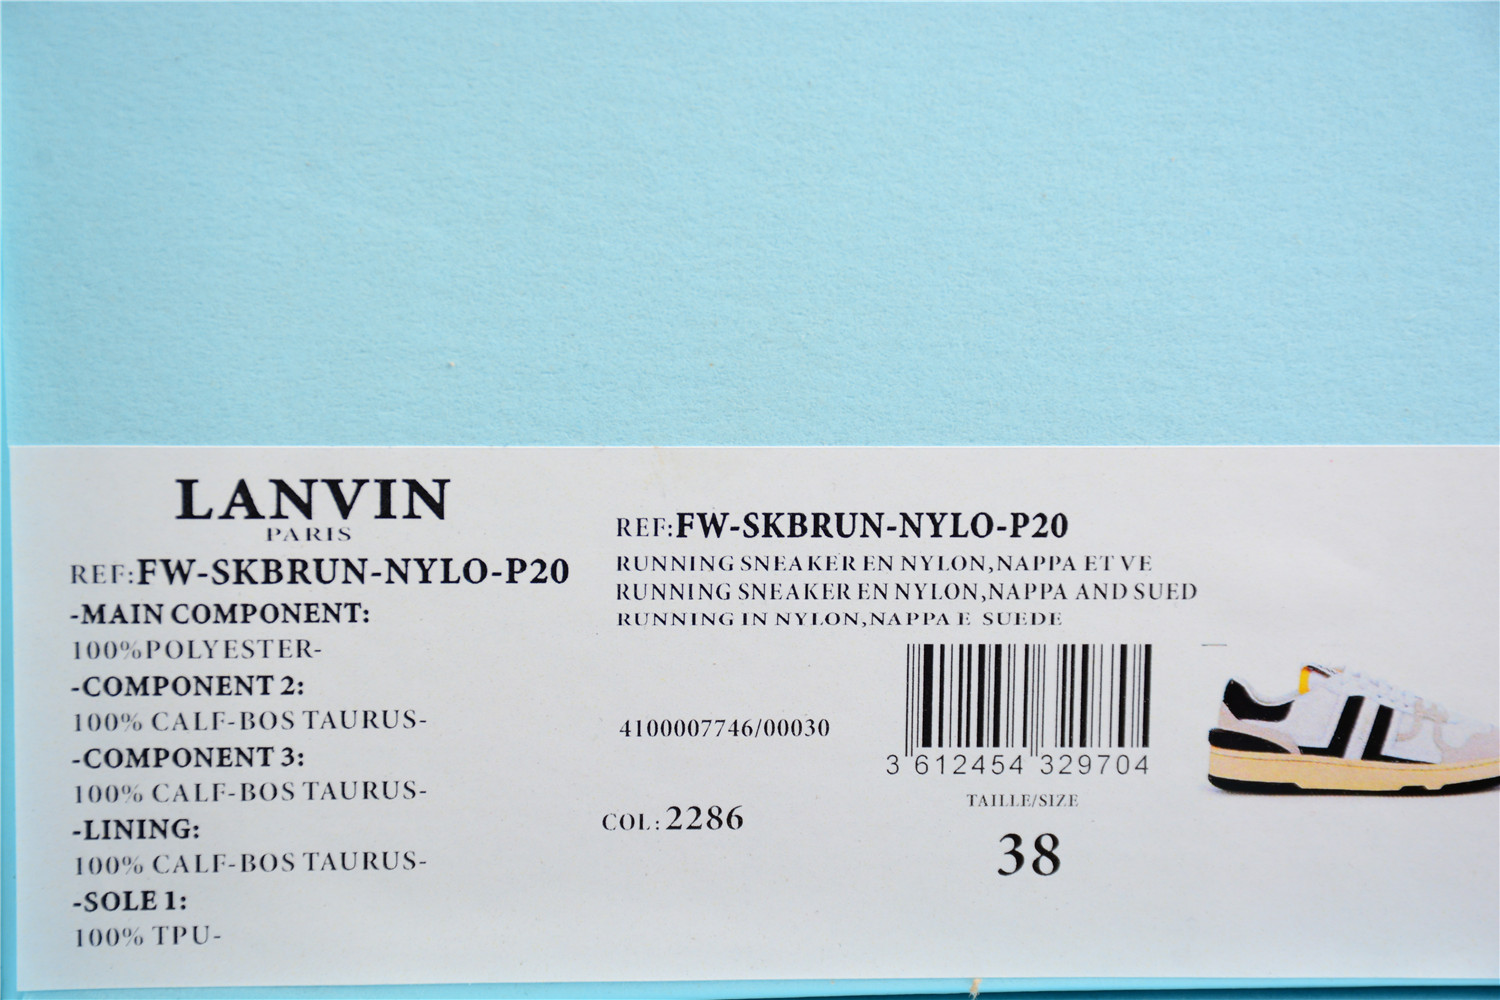 LANVIN
PARIS
REF:FW-SKBRUN-NYLO-P20
-MAIN COMPONENT:
100%POLYESTER-
-COMPONENT 2:
100% CALF-BOS TAURUS-
-COMPONENT 3:
100% CALF-BOS TAURUS-
-LINING:
100% CALF-BOS TAURUS-
-SOLE 1:
100% TPU-
REF:FW-SKBRUN-NYLO-P20
RUNNING SNEAKER EN NYLON,NAPPA ET VE
RUNNING SNEAKER EN NYLON,NAPPA AND SUED
RUNNING IN NYLON,NAPPA E SUEDE
4100007746/00030
3 612454 329704
COL:2286
TAILLE/SIZE
38